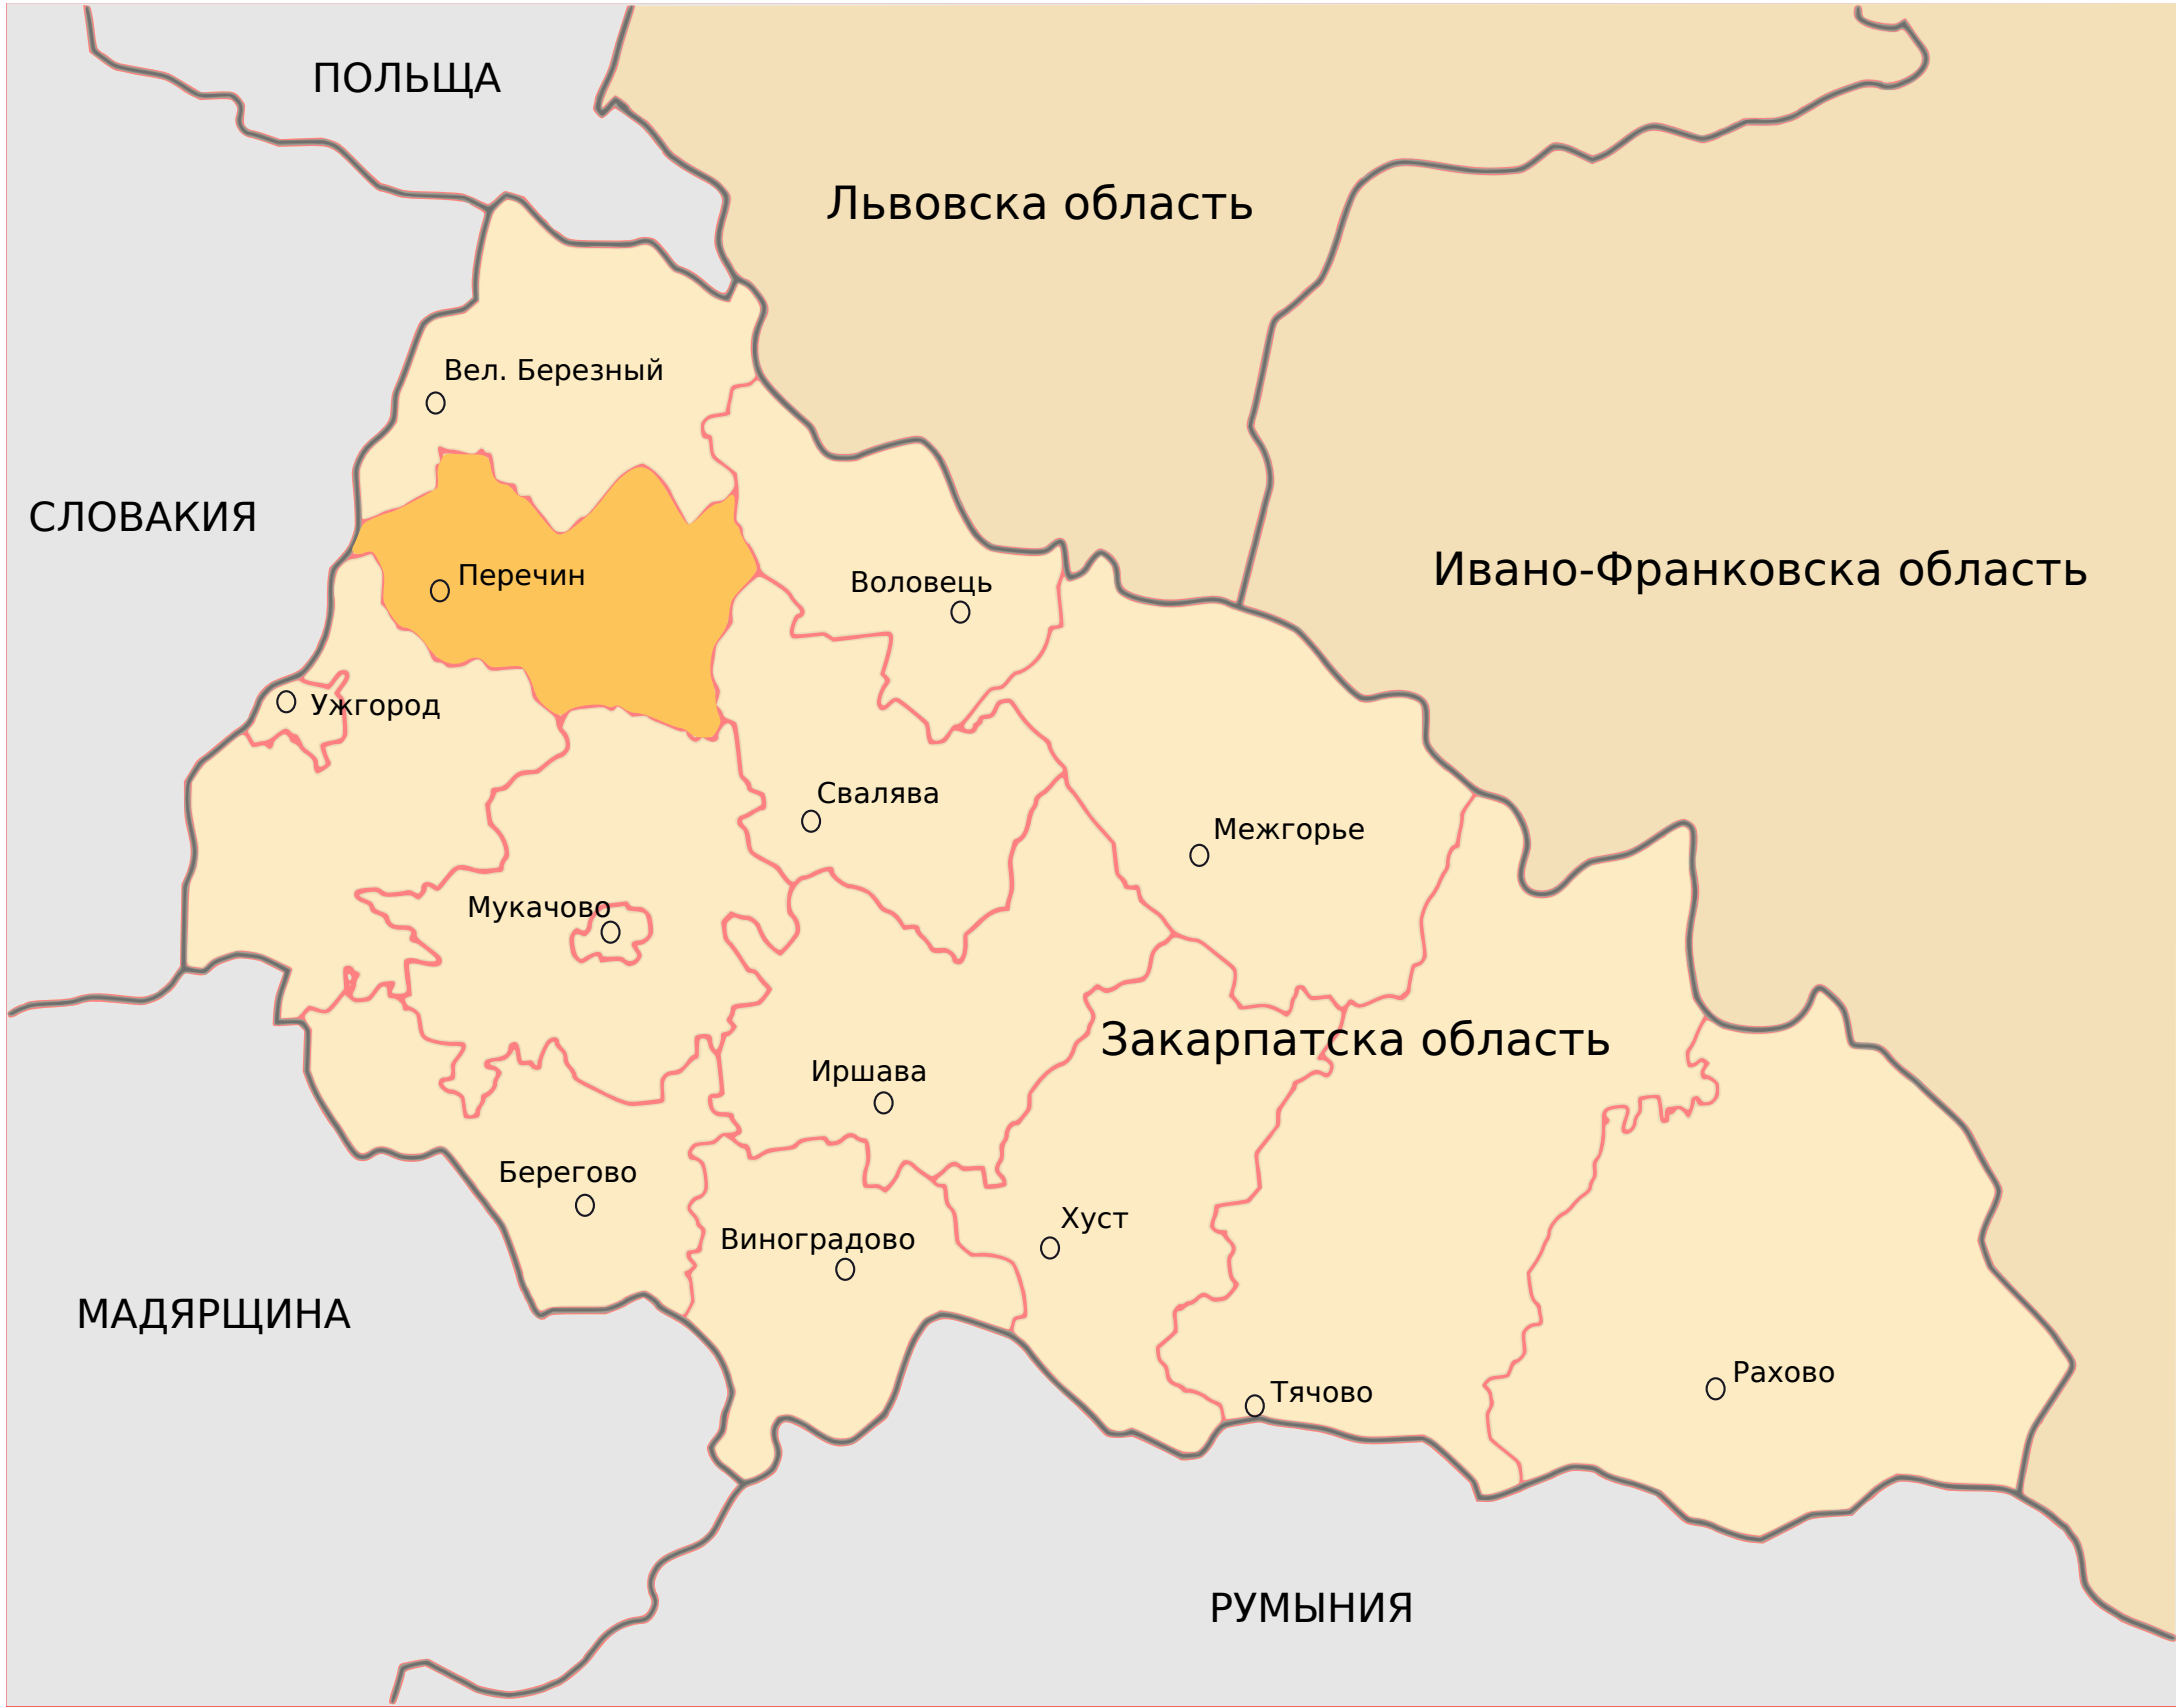 ПОЛЬЩА
Львовска область
Вел. Березный
СЛОВАКИЯ
Ивано-Франковска область
Перечин
Воловець
Ужгород
Свалява
Межгорье
Мукачово
Закарпатска область
Иршава
Берегово
Хуст
Виноградово
МАДЯРЩИНА
Рахово
Тячово
РУМЫНИЯ